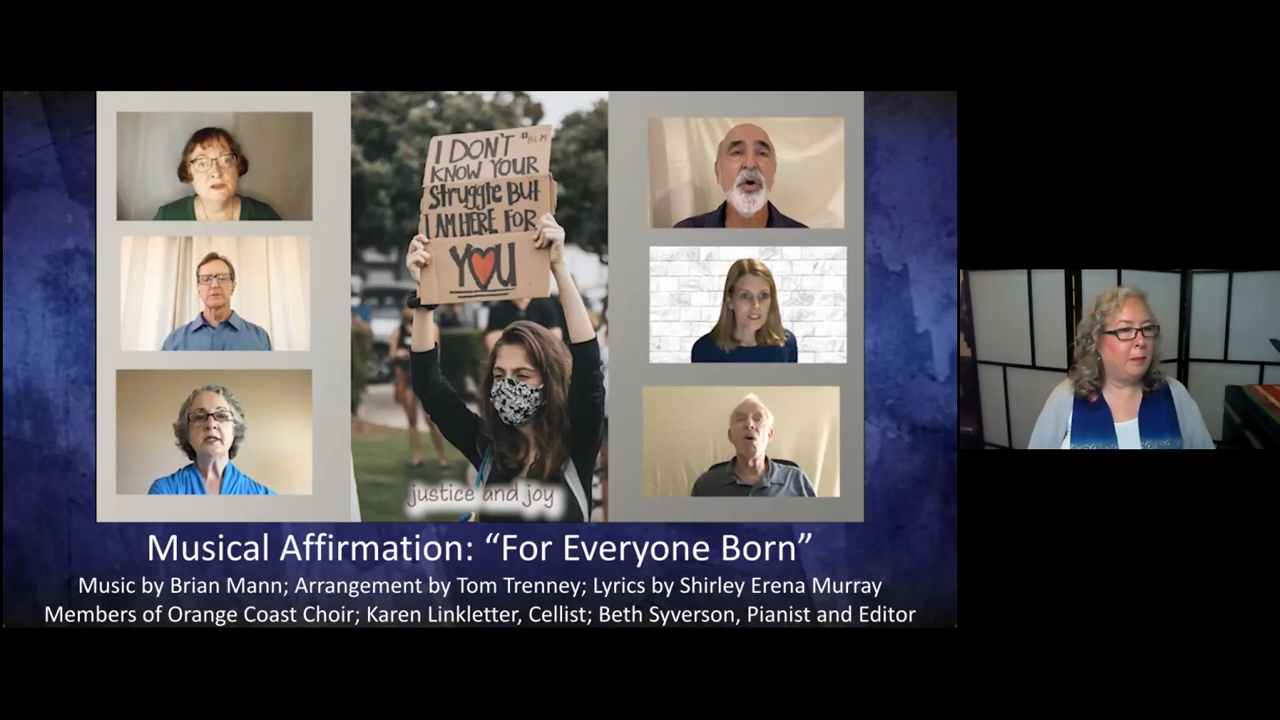 I DON'T #BLM
KNOW YOUR
Struggle BUt
I AM HERE FOR
YOU
justice and joy
Musical Affirmation: “For Everyone Born”
Music by Brian Mann; Arrangement by Tom Trenney; Lyrics by Shirley Erena Murray
Members of Orange Coast Choir; Karen Linkletter, Cellist; Beth Syverson, Pianist and Editor